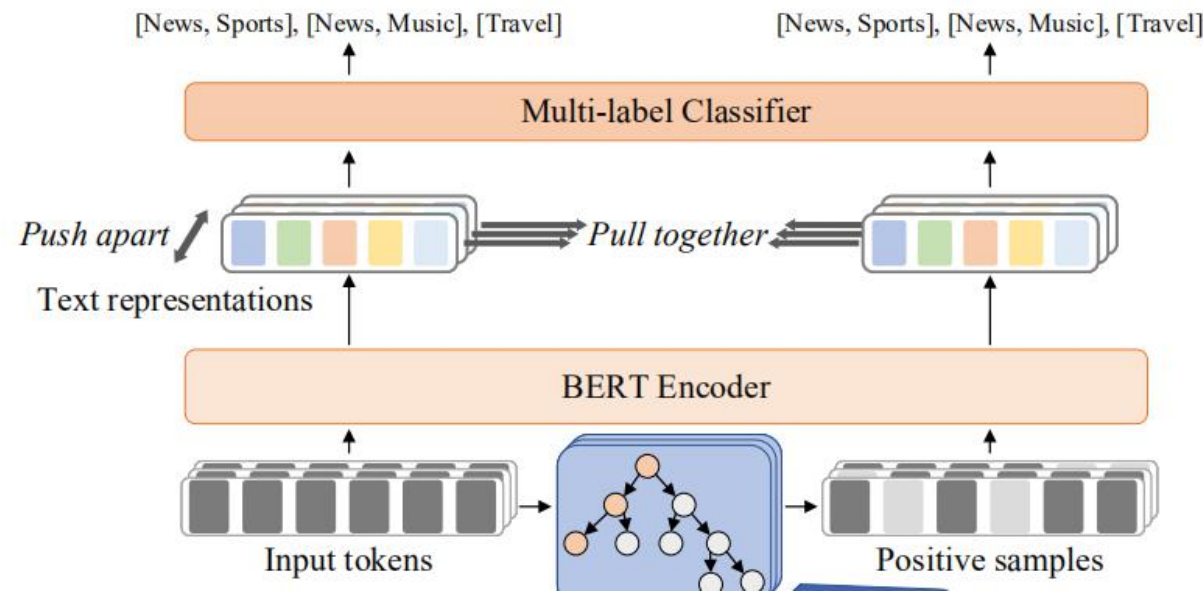 [News, Sports], [News, Music], [Travel]
[News, Sports], [News, Music], [Travel]
Multi-label Classifier
Push apart
Pull together
Text representations
BERT Encoder
Input tokens
Positive samples